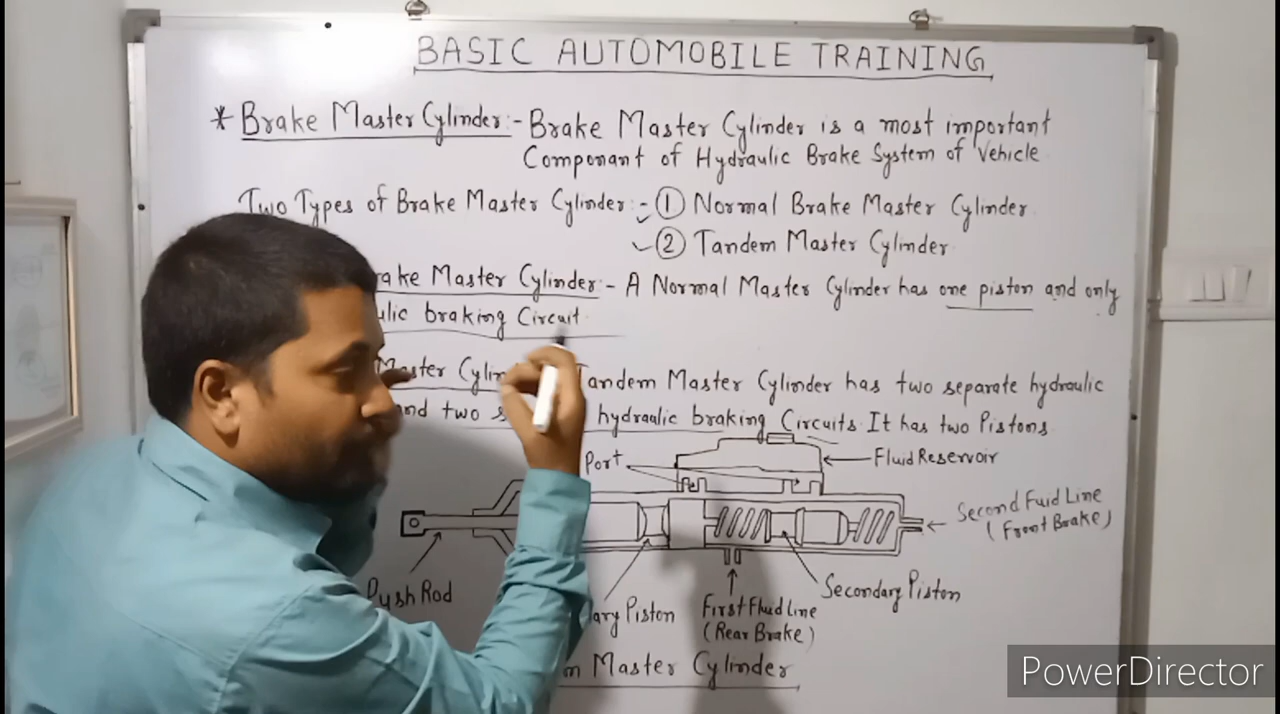 BASIC AUTOMOBILE TRAINING
* Brake Master Cylinder:- Brake Master Cylinder is a most important
Componant of Hydraulic Brake System of Vehicle
Two Types of Brake Master Cylinder:- ① Normal Brake Master Cylinder
② Tandem Master Cylinder
ake Master Cylinder:- A Normal Master Cylinder has one piston and only
ulic braking Circuit.
Master Cylin Tandem Master Cylinder has two separate hydraulic
and two s hydraulic braking Circuits. It has two Pistons.
Port
Fluid Reservoir
Second Fuid Line
(Front Brake)
Push Rod
ary Piston
First Fluid Line
(Rear Brake)
Secondary Piston
m Master Cylinder
PowerDirector